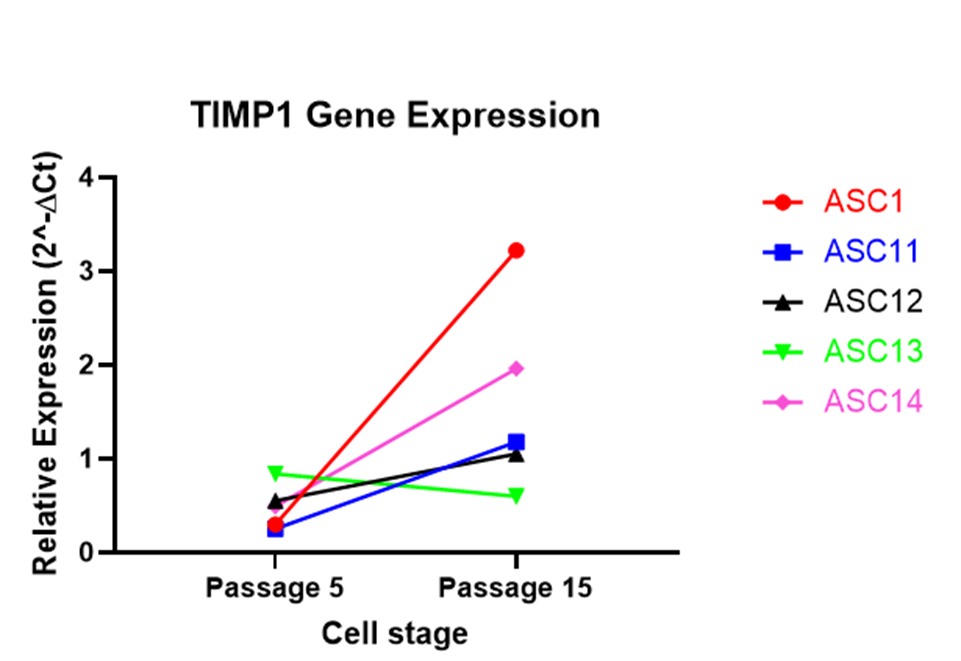 TIMP1 Gene Expression
Relative Expression (2^-ΔCt)
4
3
2
1
0
Passage 5 Passage 15
Cell stage
ASC1
ASC11
ASC12
ASC13
ASC14